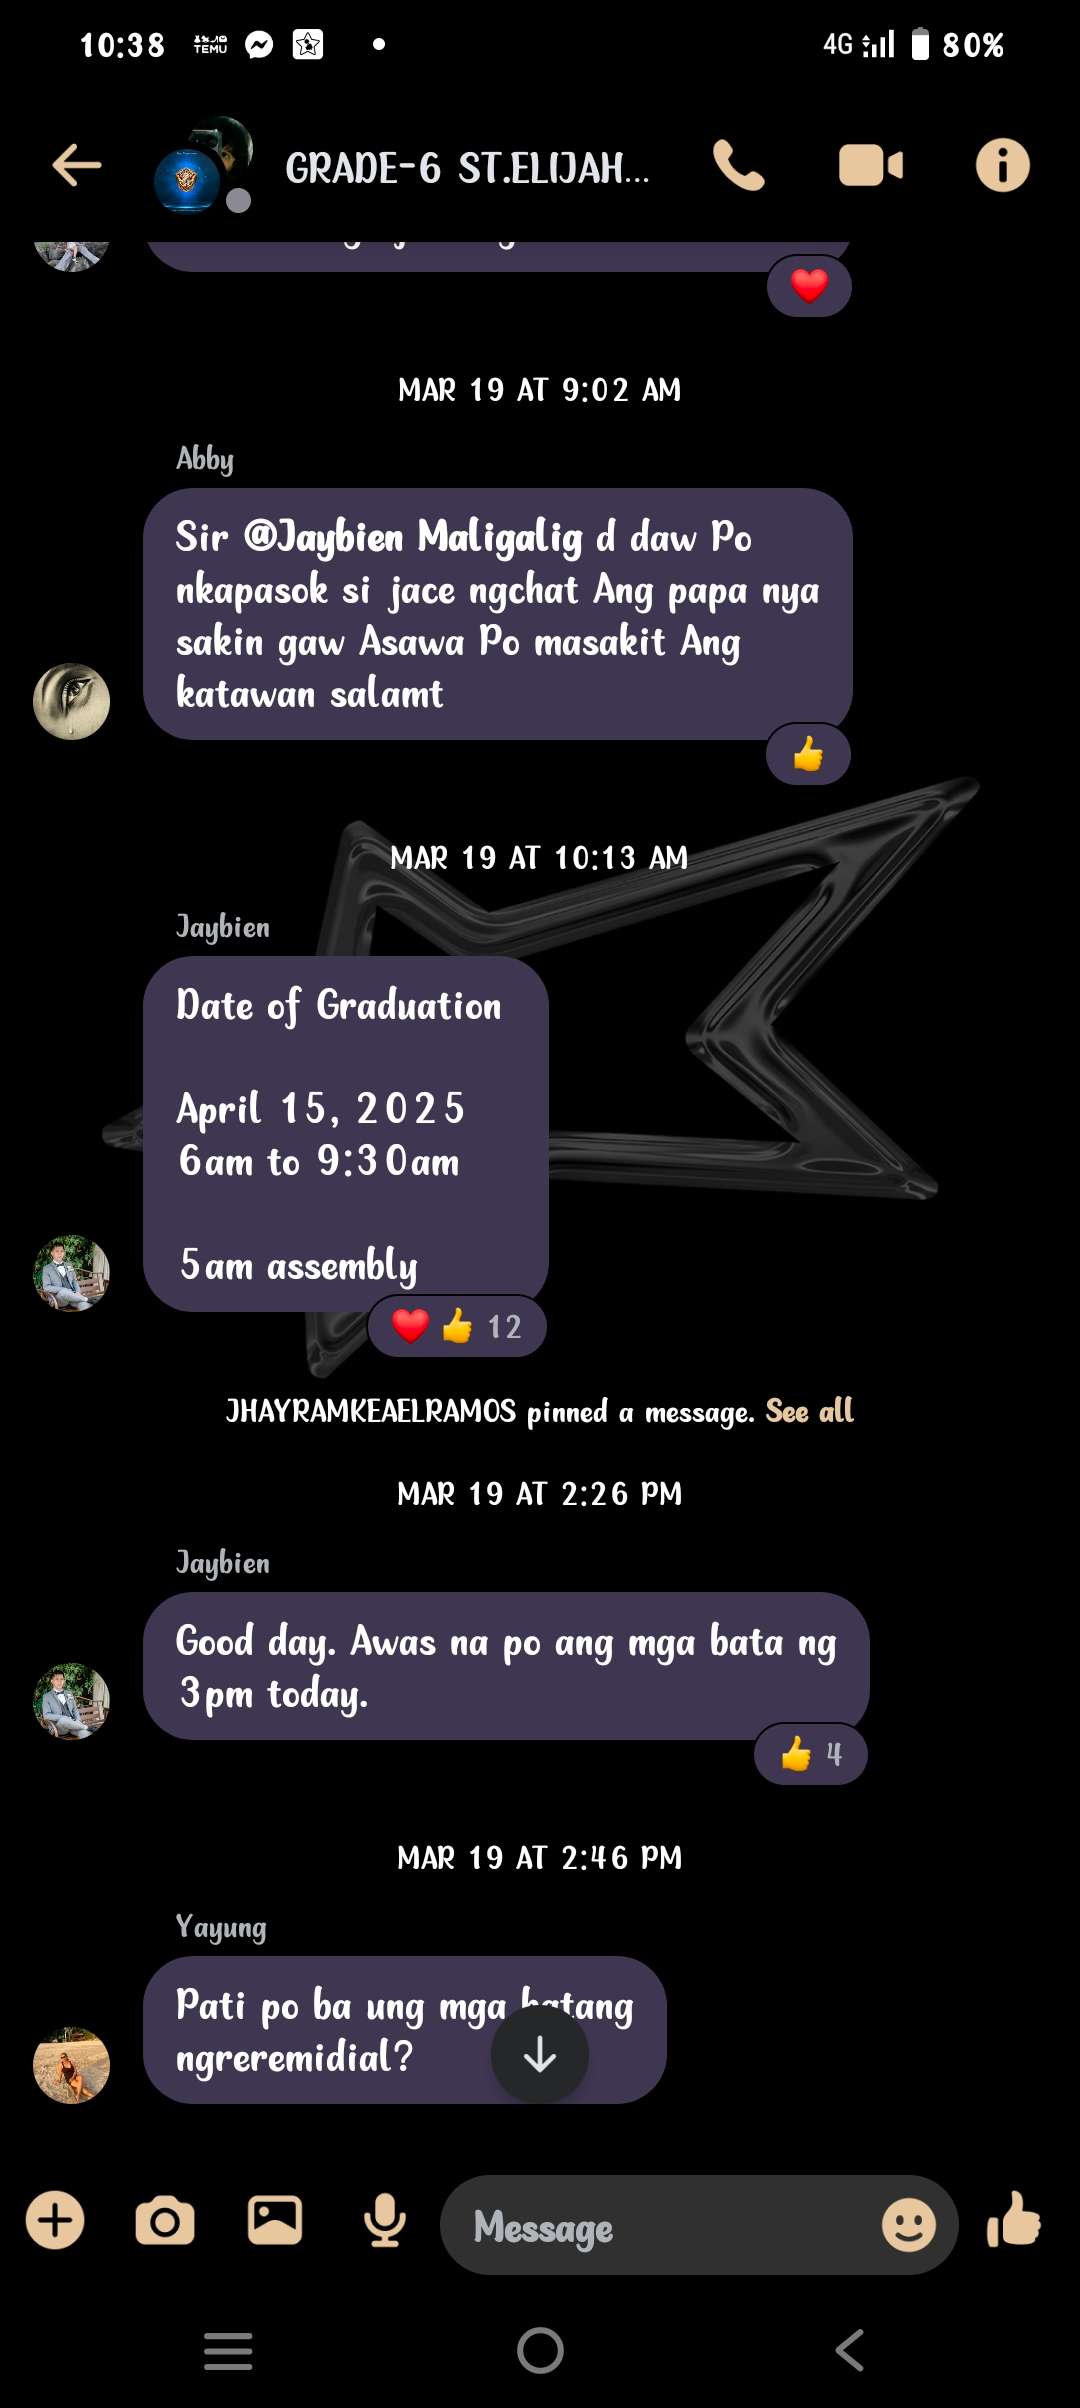 10:38
TEMU
4G
80%
GRADE-6 ST.ELIJAH...
MAR 19 AT 9:02 AM
Abby
Sir @Jaybien Maligalig d daw Po
nkapasok si jace ngchat Ang papa nya
sakin gaw Asawa Po masakit Ang
katawan salamt
MAR 19 AT 10:13 AM
Jaybien
Date of Graduation
April 15, 2025
6am to 9:30am
5am assembly
12
JHAYRAMKEAELRAMOS pinned a message. See all
MAR 19 AT 2:26 PM
Jaybien
Good day. Awas na po ang mga bata ng
3pm today.
4
MAR 19 AT 2:46 PM
Yayung
Pati po ba ung mga batang
ngreremidial?
Message